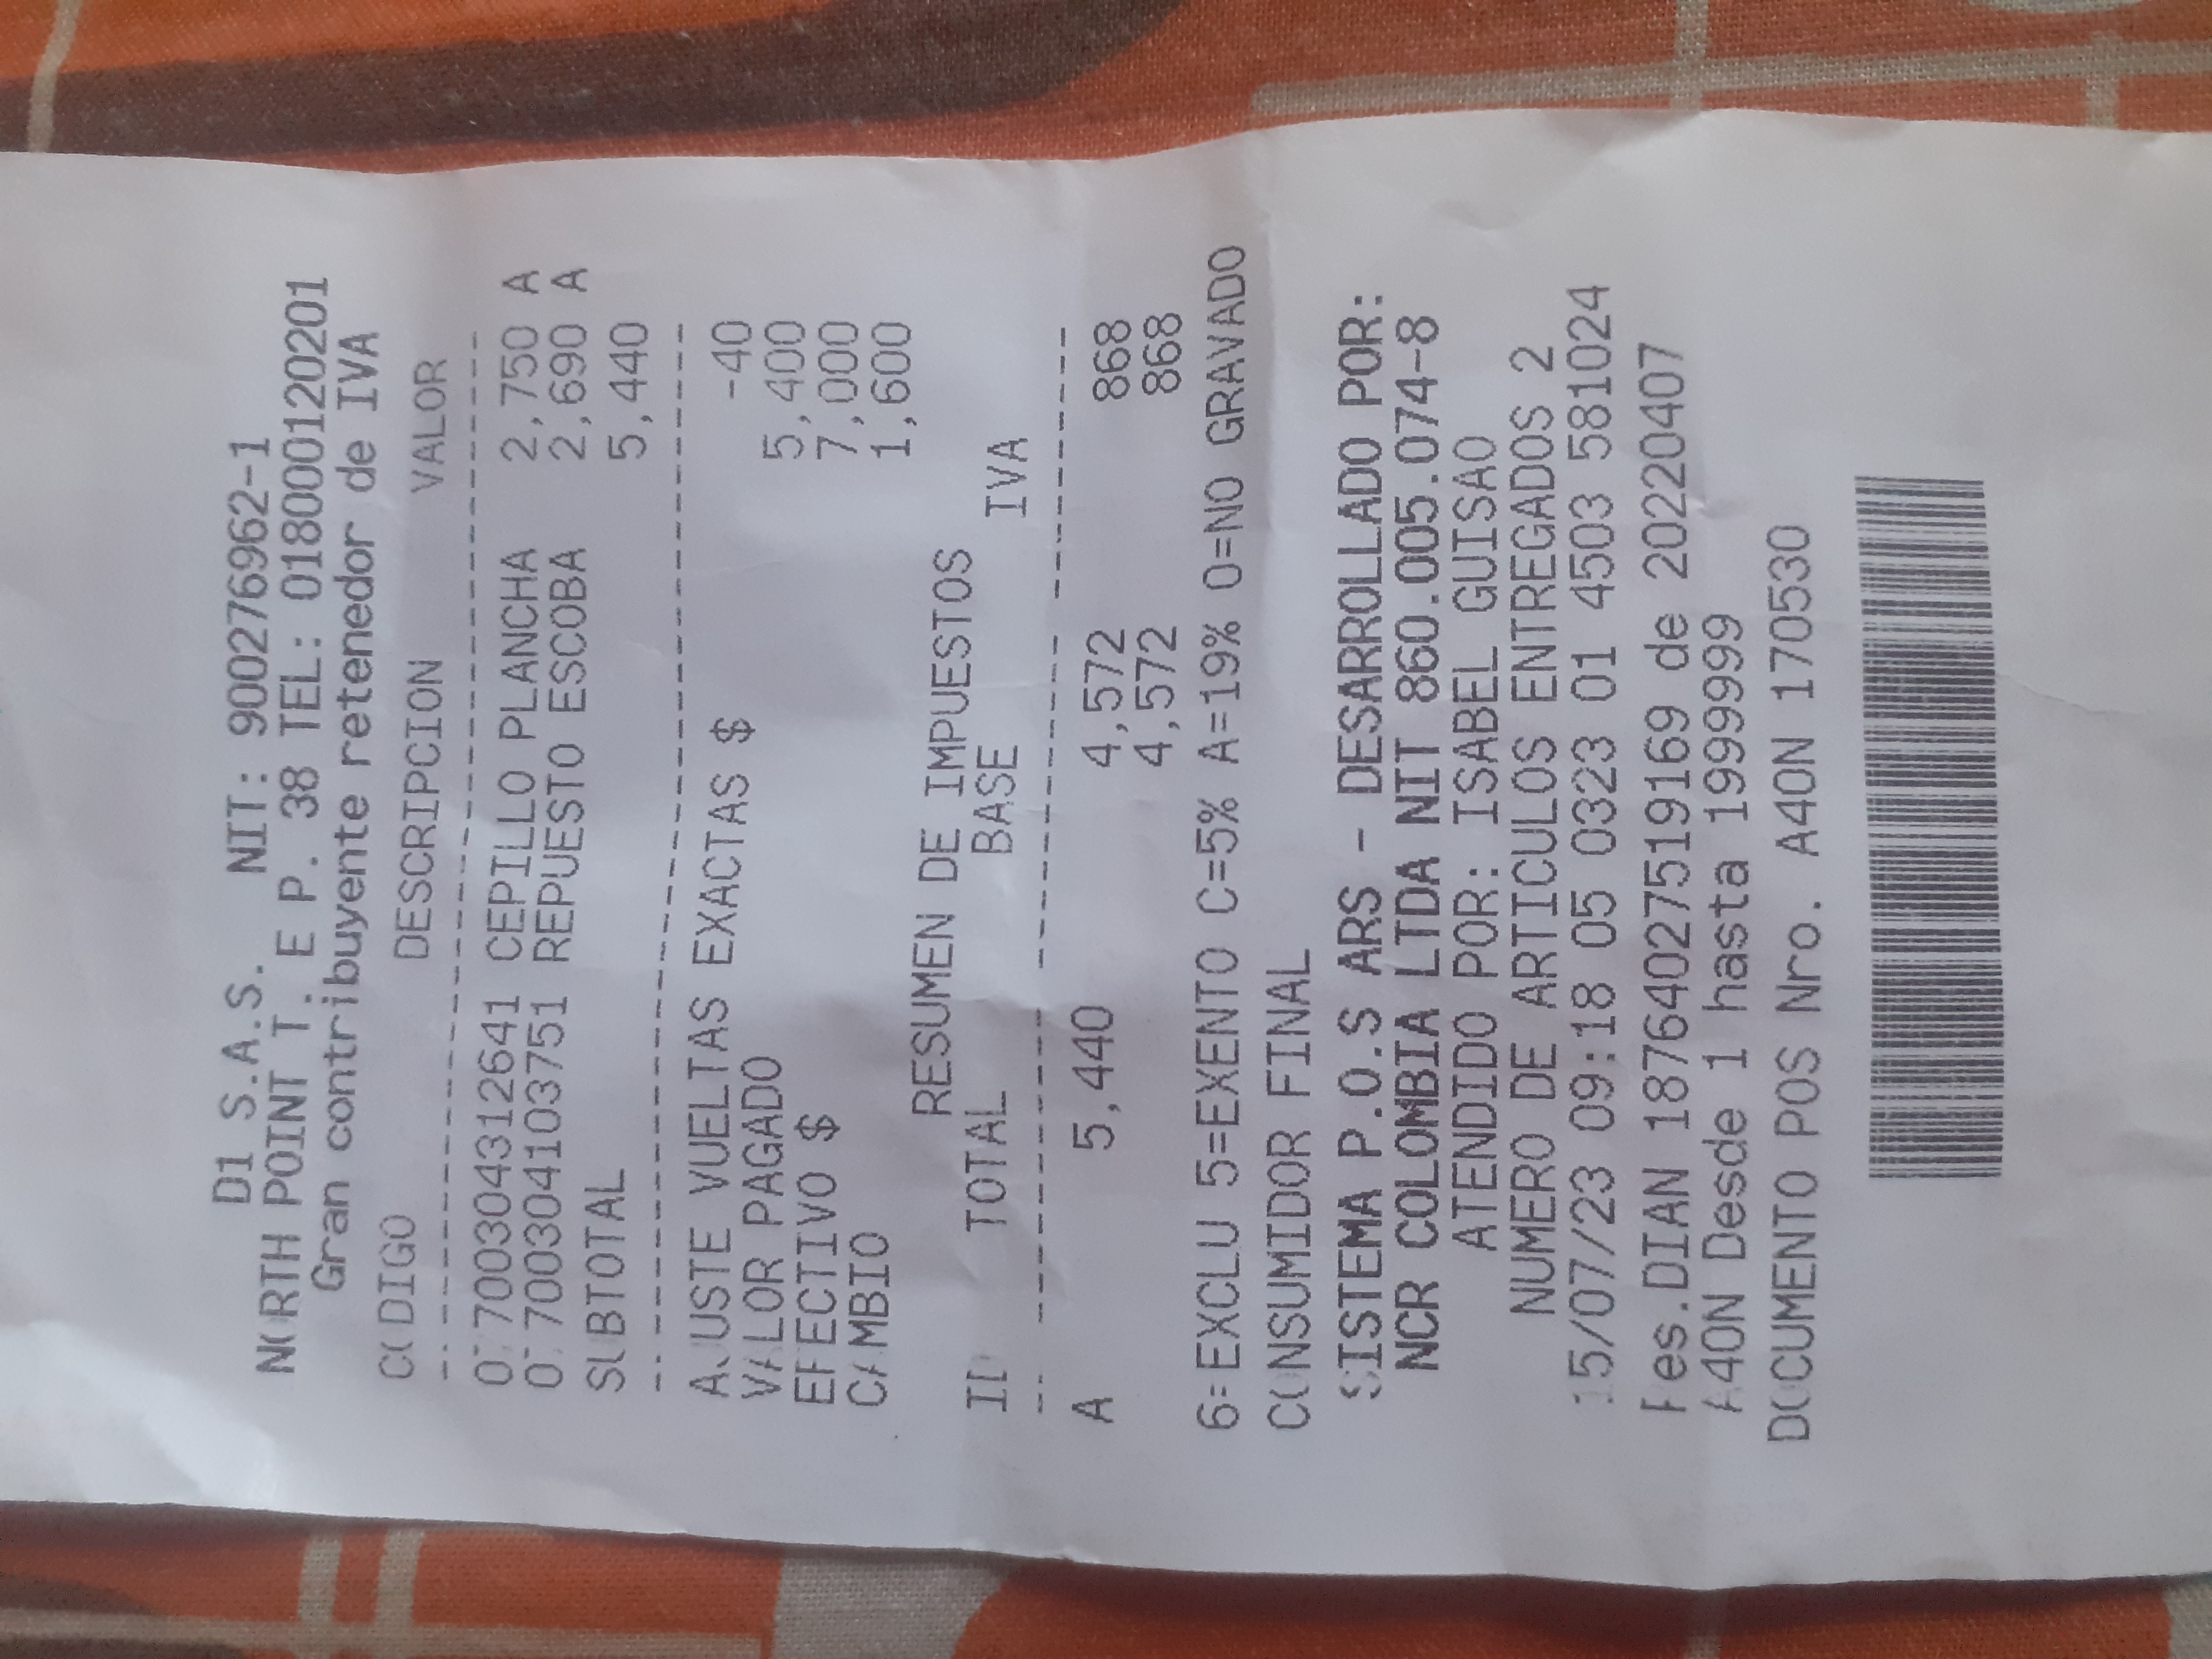 D1 S.A.S. NIT: 900276962-1
NORTH POINT T. E P. 38 TEL: 018000120201
Gran contribuyente retenedor de IVA
CODIGO DESCRIPCION VALOR
7003043126​41 CEPILLO PLANCHA 2,750 A
700304103751 REPUESTO ESCOBA 2,690 A
SUBTOTAL 5,440
AJUSTE VUELTAS EXACTAS $ -40
VALOR PAGADO 5,400
EFECTIVO $ 7,000
CAMBIO 1,600
RESUMEN DE IMPUESTOS
TOTAL BASE IVA
A 5,440 4,572 868
4,572 868
6=EXCLU 5=EXENTO C=5% A=19% 0=NO GRAVADO
CONSUMIDOR FINAL
SISTEMA P.O.S ARS - DESARROLLADO POR:
NCR COLOMBIA LTDA NIT 860.005.074-8
ATENDIDO POR: ISABEL GUISAO
NUMERO DE ARTICULOS ENTREGADOS 2
15/07/23 09:18 05 0323 01 4503 581024
Res.DIAN 18764027519169 de 20220407
A40N Desde 1 hasta 1999999
DOCUMENTO POS Nro. A40N 170530